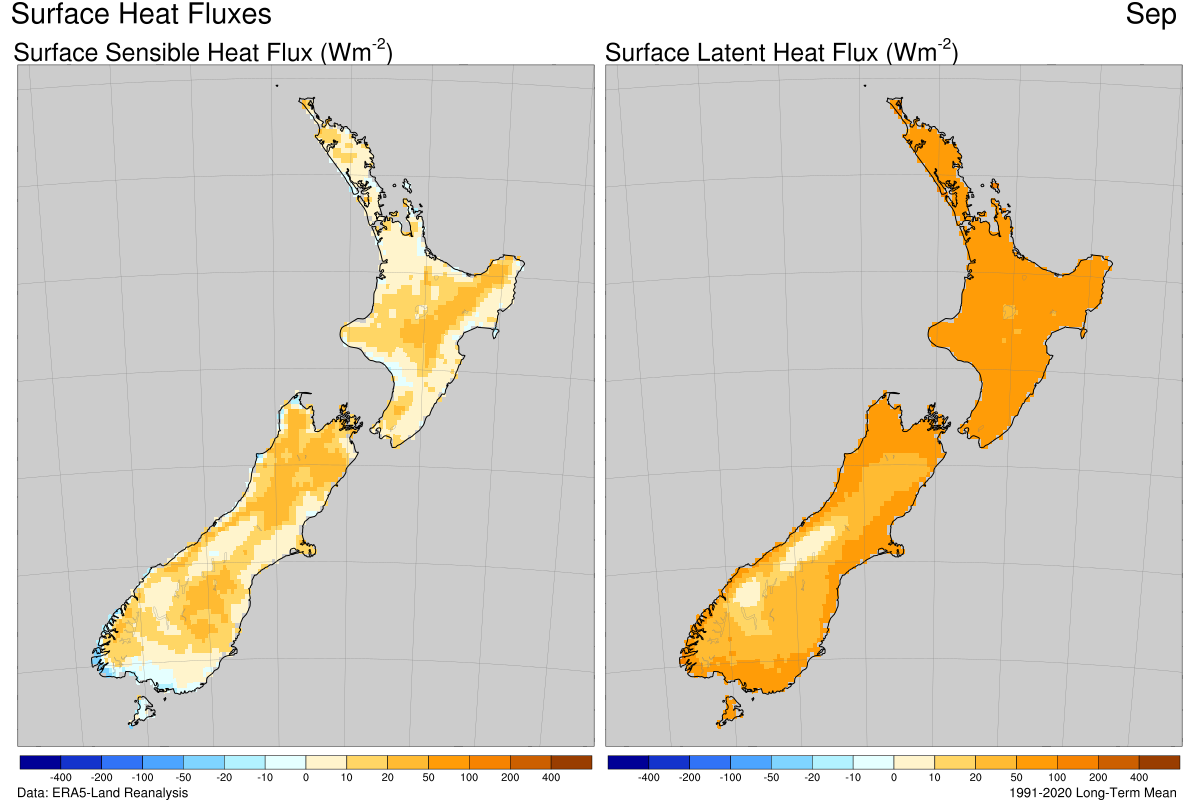 Surface Heat Fluxes
Sep
Surface Sensible Heat Flux (Wm-2)
Surface Latent Heat Flux (Wm-2)
-400 -200 -100 -50 -20 -10 0 10 20 50 100 200 400
-400 -200 -100 -50 -20 -10 0 10 20 50 100 200 400
Data: ERA5-Land Reanalysis
1991-2020 Long-Term Mean